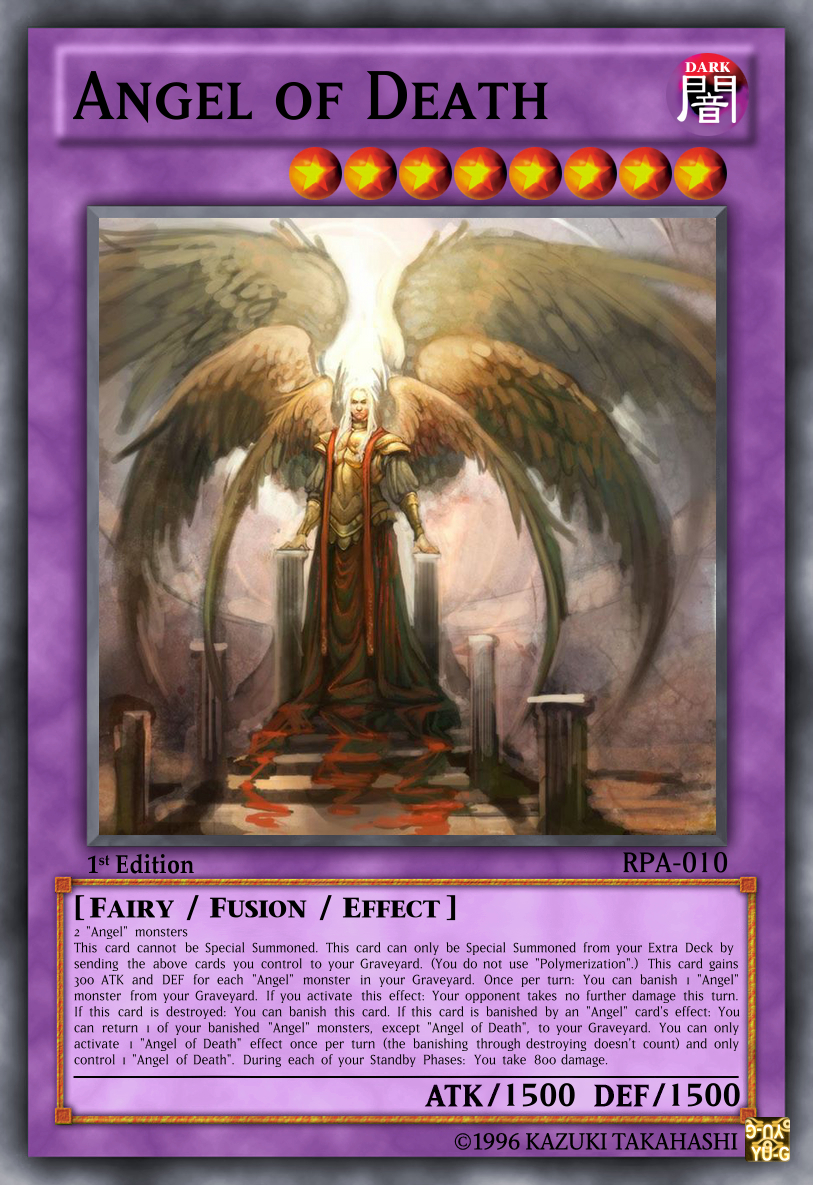 Angel of Death
DARK
闇
1st Edition
RPA-010
[ Fairy / Fusion / Effect ]
2 "Angel" monsters
This card cannot be Special Summoned. This card can only be Special Summoned from your Extra Deck by
sending the above cards you control to your Graveyard. (You do not use "Polymerization".) This card gains
300 ATK and DEF for each "Angel" monster in your Graveyard. Once per turn: You can banish 1 "Angel"
monster from your Graveyard. If you activate this effect: Your opponent takes no further damage this turn.
If this card is destroyed: You can banish this card. If this card is banished by an "Angel" card's effect: You
can return 1 of your banished "Angel" monsters, except "Angel of Death", to your Graveyard. You can only
activate 1 "Angel of Death" effect once per turn (the banishing through destroying doesn't count) and only
control 1 "Angel of Death". During each of your Standby Phases: You take 800 damage.
ATK/1500 DEF/1500
©1996 KAZUKI TAKAHASHI